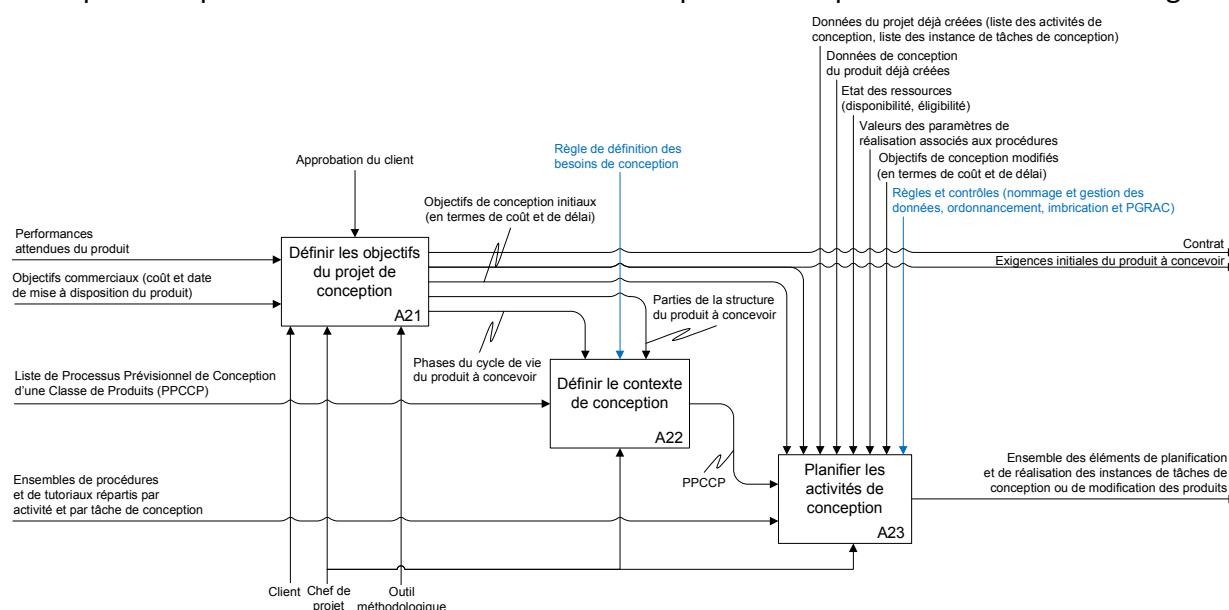 Données du projet déjà créées (liste des activités de
conception, liste des instance de tâches de conception)
Données de conception
du produit déjà créées
Etat des ressources
(disponibilité, éligibilité)
Valeurs des paramètres de
réalisation associés aux procédures
Objectifs de conception modifiés
(en termes de coût et de délai)
Règles et contrôles (nommage et gestion des
données, ordonnancement, imbrication et PGRAC)
Règle de définition des
besoins de conception
Approbation du client
Objectifs de conception initiaux
(en termes de coût et de délai)
Performances
attendues du produit
Objectifs commerciaux (coût et date
de mise à disposition du produit)
Définir les objectifs
du projet de
conception
A21
Contrat
Exigences initiales du produit à concevoir
Parties de la structure
du produit à concevoir
Phases du cycle de vie
du produit à concevoir
Liste de Processus Prévisionnel de Conception
d'une Classe de Produits (PPCCP)
Définir le contexte
de conception
A22
PPCCP
Ensembles de procédures
et de tutoriaux répartis par
activité et par tâche de conception
Planifier les
activités de
conception
A23
Ensemble des éléments de planification
et de réalisation des instances de tâches de
conception ou de modification des produits
Client
Chef de
projet
Outil
méthodologique